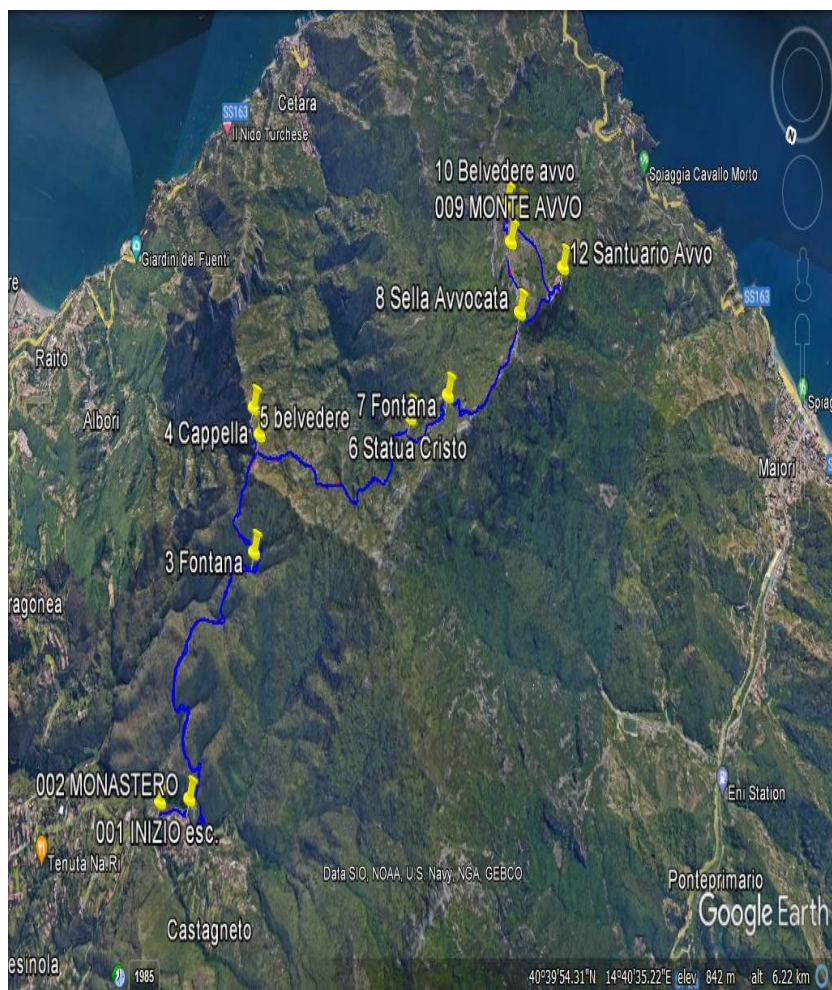 Cetara
SS163
Il Nido Turchese
10 Belvedere avvo
Spiaggia Cavallo Morto
009 MONTE AVVO
N
Giardini del Fuenti
12 Santuario Avvo
re
8 Sella Avvocata
SS163
Raito
Albori
7 Fontana
5 belvedere
4 Cappella
6 Statua Cristo
Spiag
Maiori
3 Fontana
ragonea
002 MONASTERO
001 INIZIO esc.
Eni Station
Tenuta Na.Ri
Data SIO, NOAA, U.S. Navy, NGA, GEBCO
Ponteprimario
Google Earth
Castagneto
esinola
1985
40°39'54.31"N 14°40'35.22"E elev 842 m alt 6.22 km